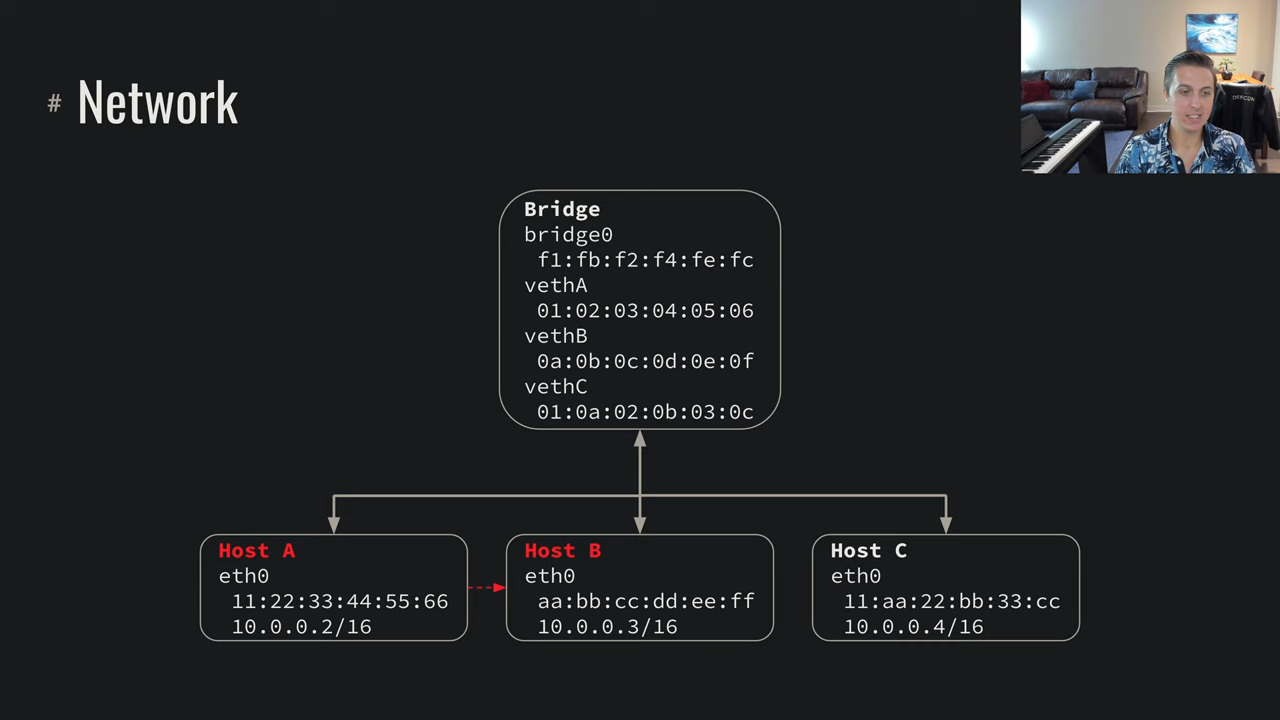 # Network
DEFCON
Bridge
bridge0
f1:fb:f2:f4:fe:fc
vethA
01:02:03:04:05:06
vethB
0a:0b:0c:0d:0e:0f
vethC
01:0a:02:0b:03:0c
Host A
eth0
11:22:33:44:55:66
10.0.0.2/16
Host B
eth0
aa:bb:cc:dd:ee:ff
10.0.0.3/16
Host C
eth0
11:aa:22:bb:33:cc
10.0.0.4/16